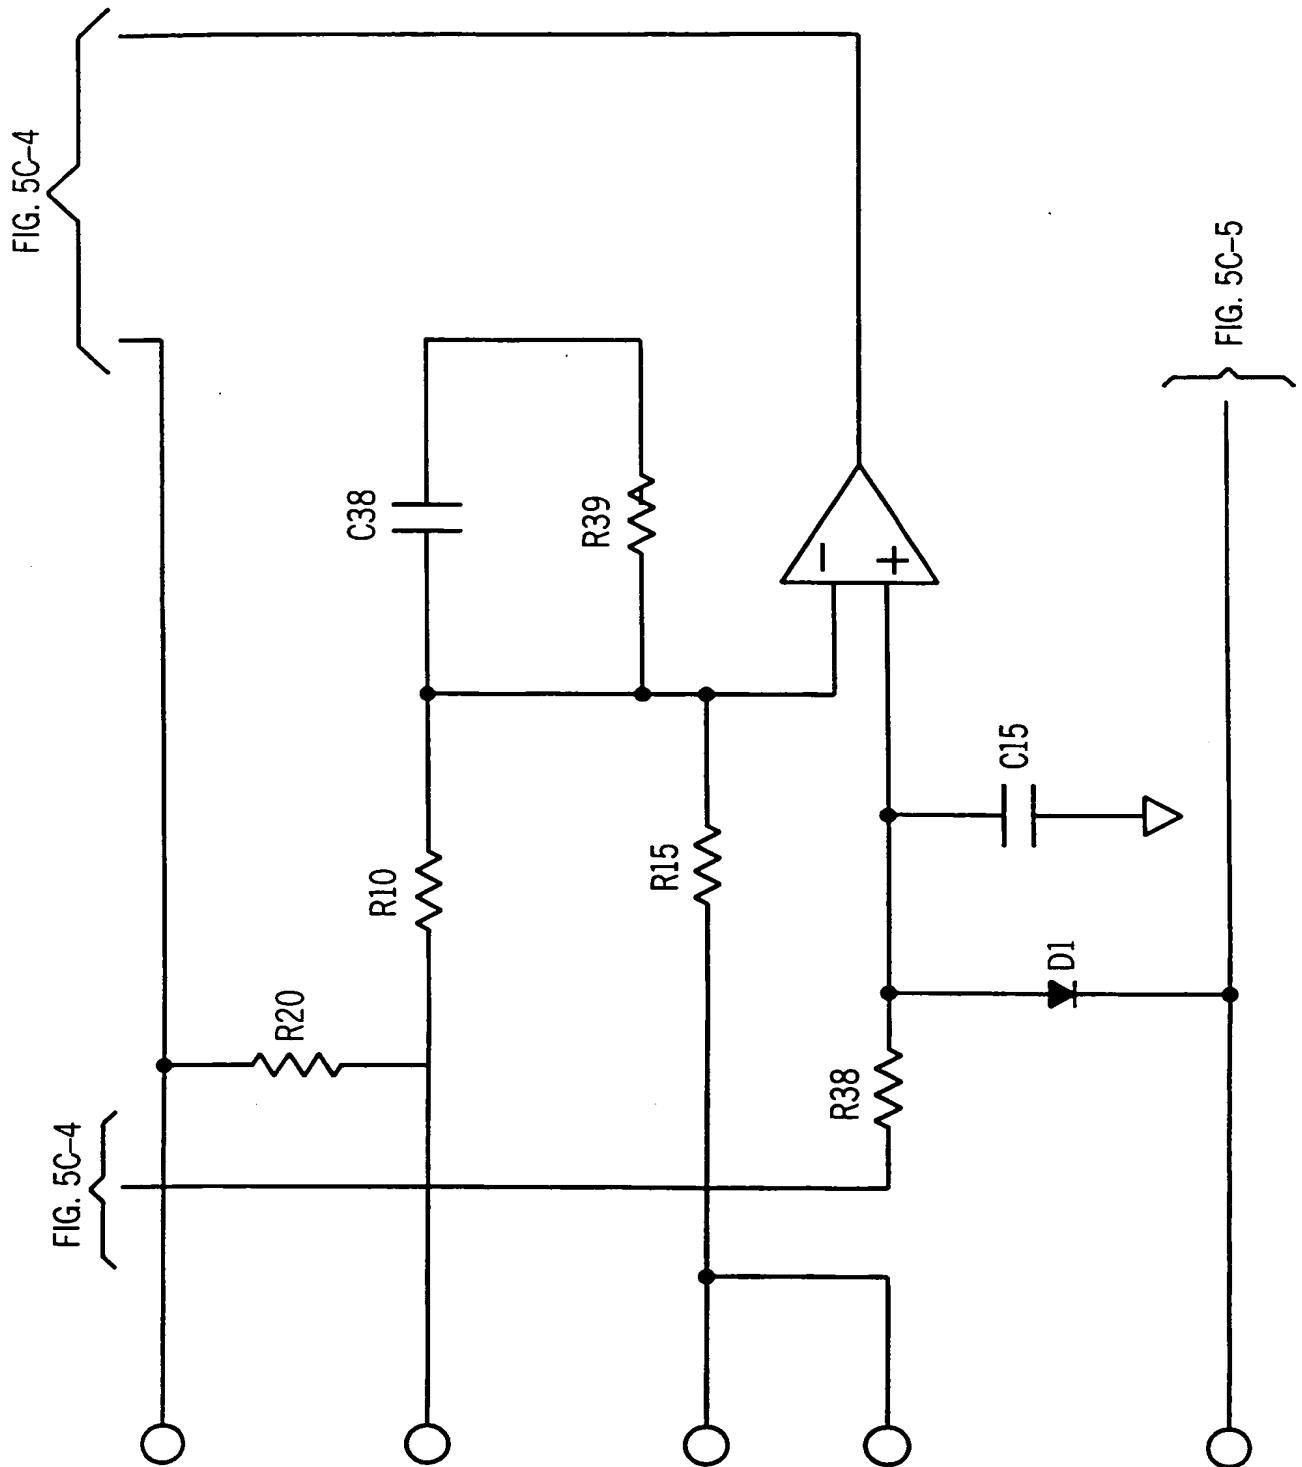 FIG. 5C-4
C38
R39
R10
R15
R20
FIG. 5C-4
R38
D1
C15
−
+
FIG. 5C-5